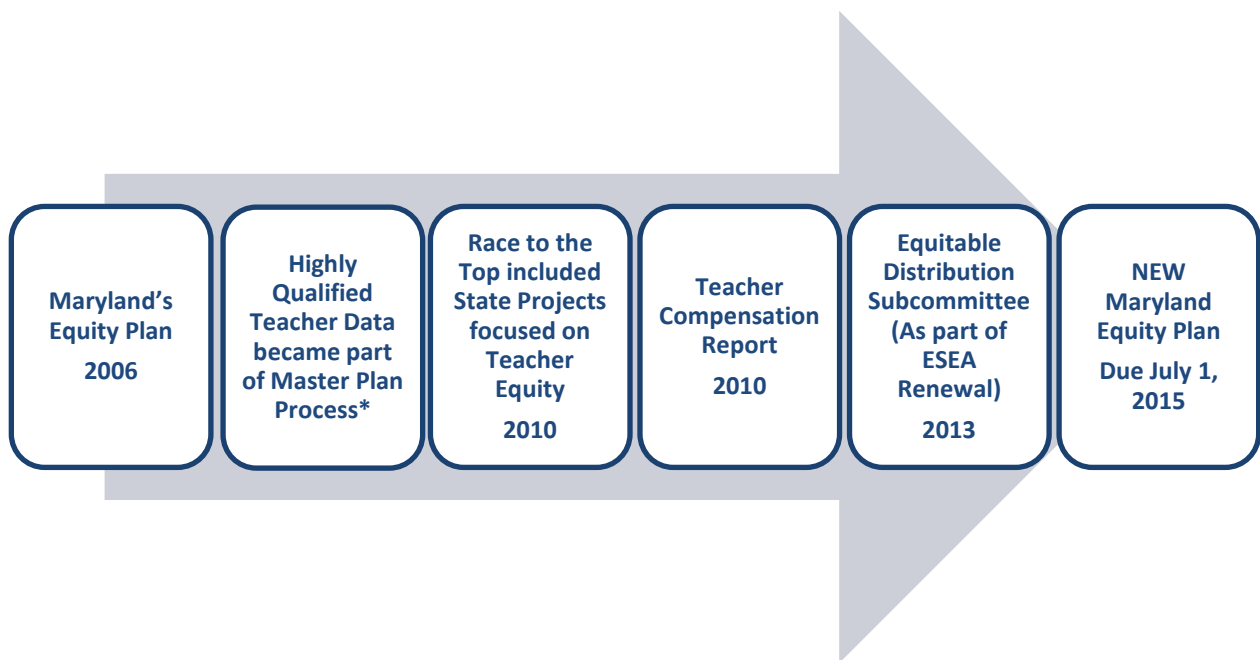 Maryland’s
Equity Plan
2006
Highly
Qualified
Teacher Data
became part
of Master Plan
Process*
Race to the
Top included
State Projects
focused on
Teacher
Equity
2010
Teacher
Compensation
Report
2010
Equitable
Distribution
Subcommittee
(As part of
ESEA
Renewal)
2013
NEW
Maryland
Equity Plan
Due July 1,
2015